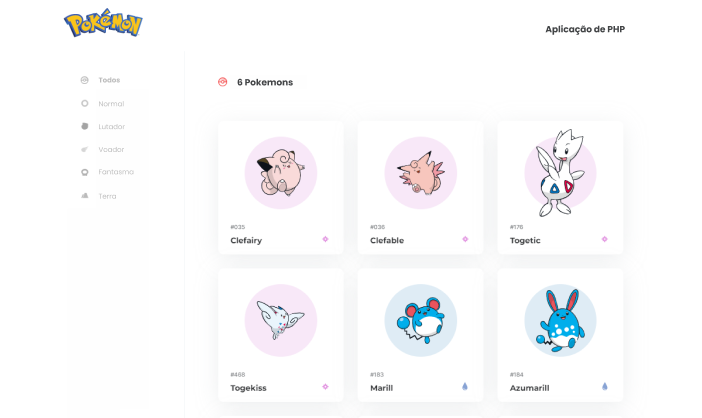 POKéMON
Aplicação de PHP
Todos
Normal
Lutador
Voador
Fantasma
Terra
6 Pokemons
#035
Clefairy
#036
Clefable
#176
Togetic
#468
Togekiss
#183
Marill
#184
Azumarill